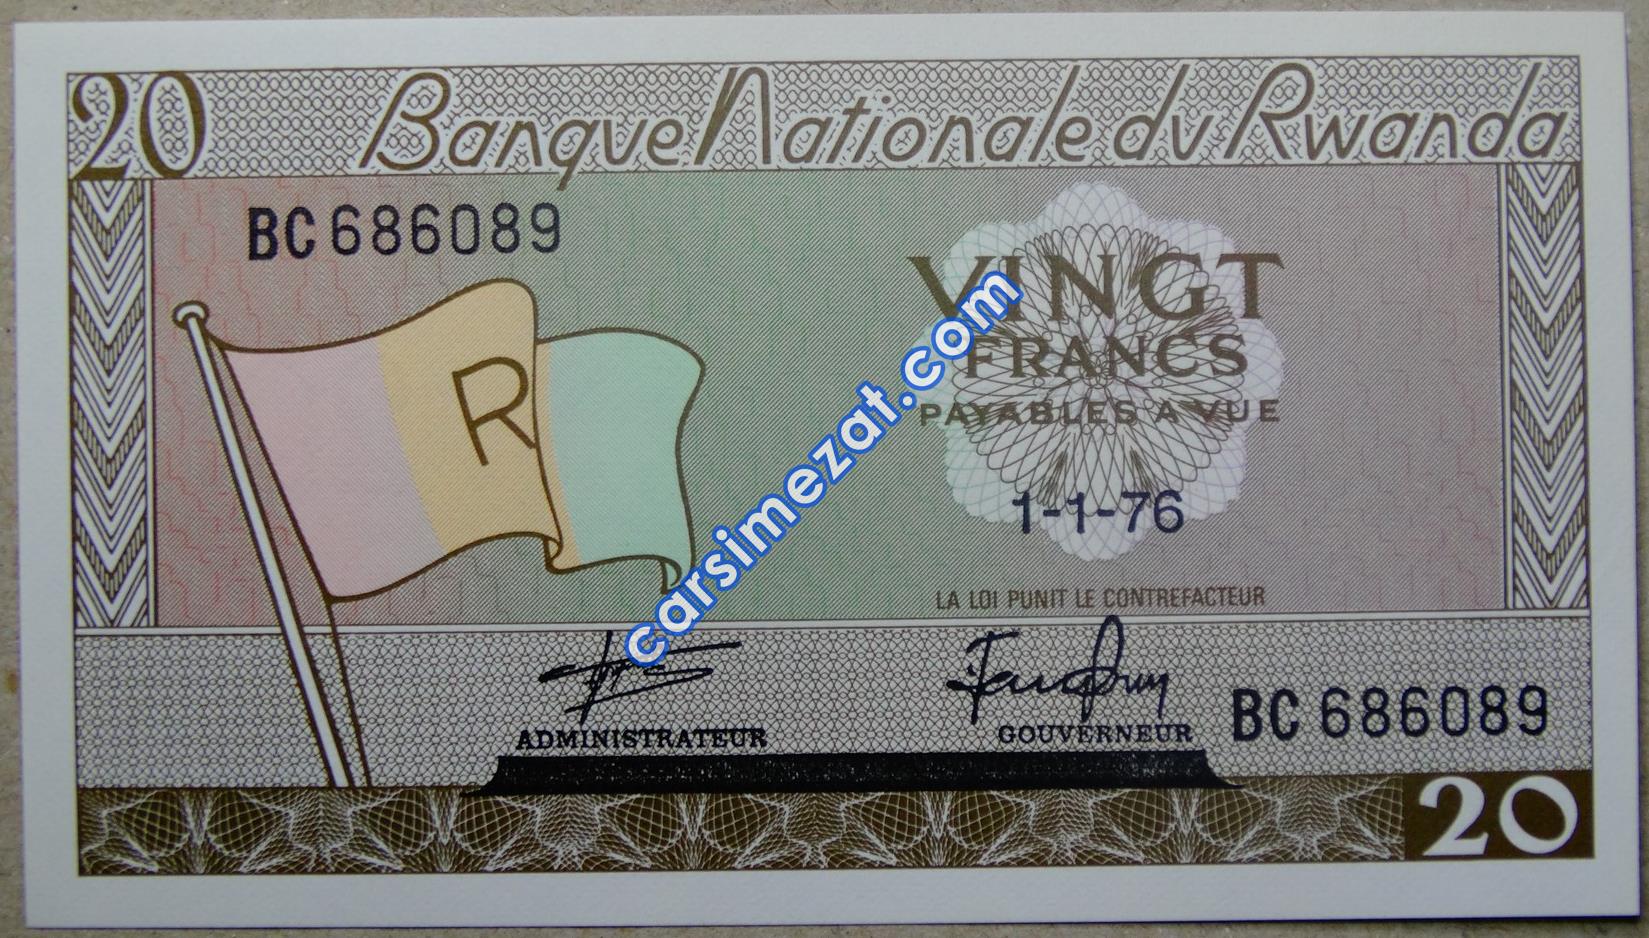 20
Banque Nationale du Rwanda
BC 686089
R
VINGT
FRANCS
PAYABLES A VUE
1-1-76
LA LOI PUNIT LE CONTREFACTEUR
carsimezat.com
ADMINISTRATEUR
GOUVERNEUR
BC 686089
20